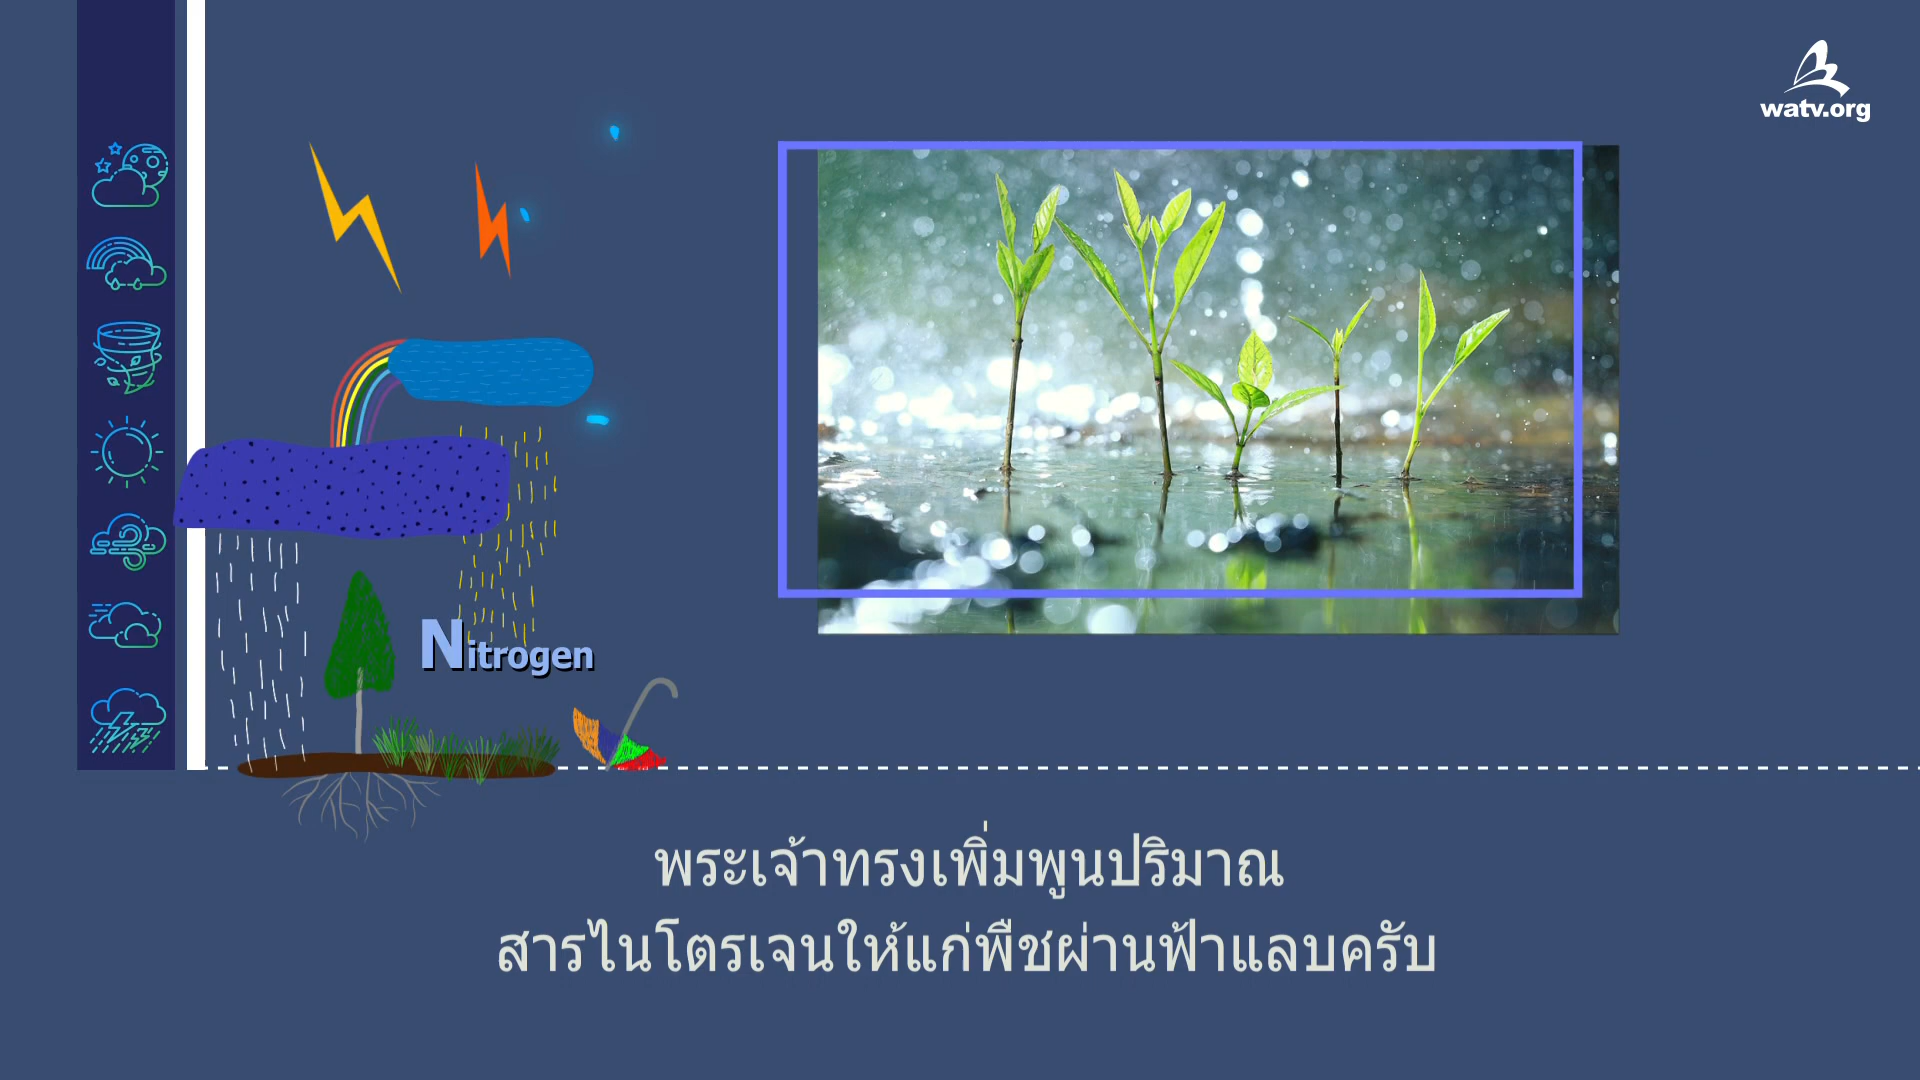 watv.org
Nitrogen
พระเจ้าทรงเพิ่มพูนปริมาณ
สารไนโตรเจนให้แก่พืชผ่านฟ้าแลบครับ